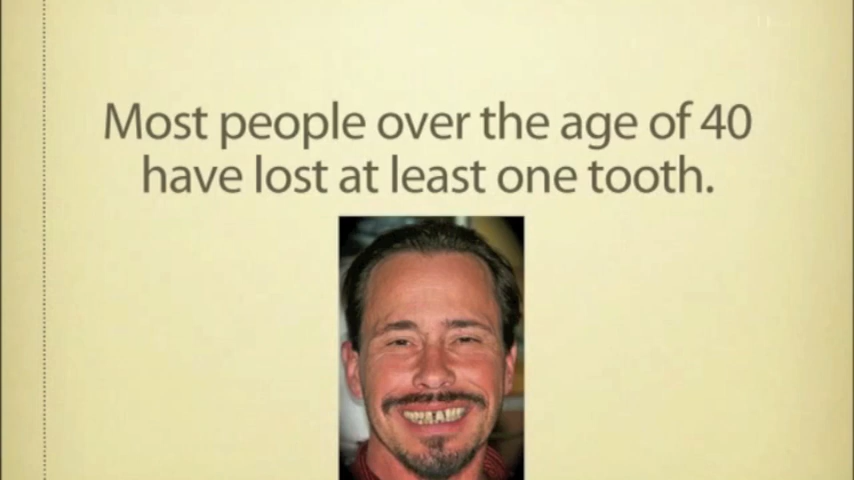 Most people over the age of 40
have lost at least one tooth.